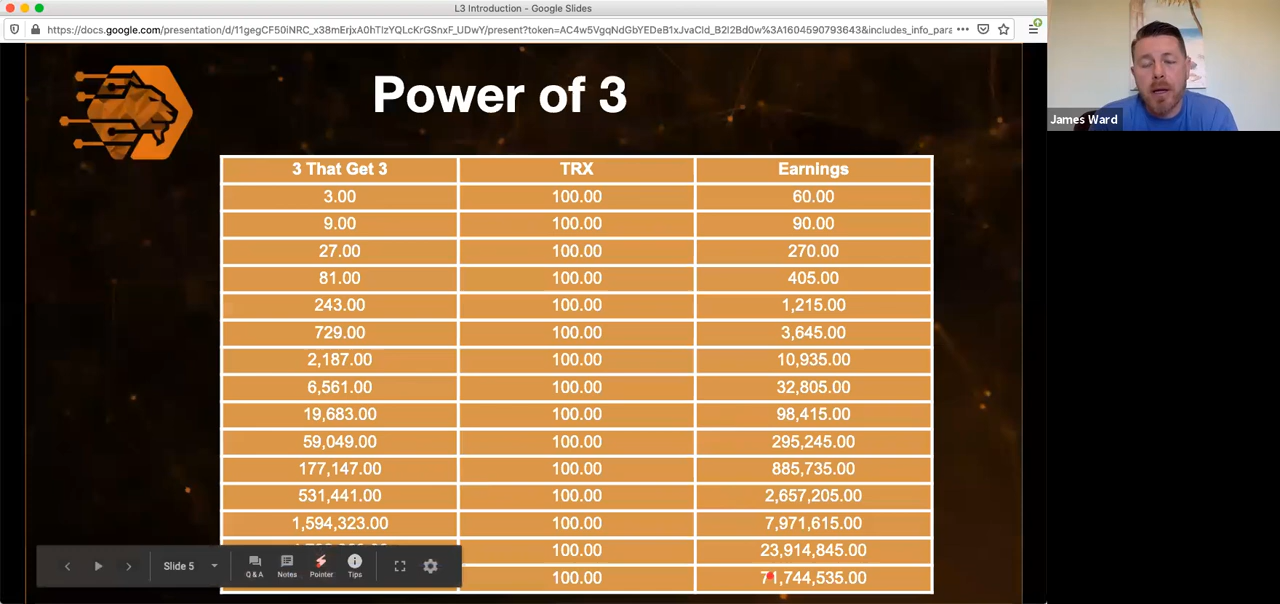 L3 Introduction - Google Slides
https://docs.google.com/presentation/d/11gegCF50iNRC_x38mErjxA0hTIzYQLcKrGSnxF_UDwY/present?token=AC4w5VgqNdGbYEDeB1xJvaCld_B2I2Bd0w%3A1604590793643&includes_info_para
Power of 3
James Ward
3 That Get 3 TRX Earnings
3.00 100.00 60.00
9.00 100.00 90.00
27.00 100.00 270.00
81.00 100.00 405.00
243.00 100.00 1,215.00
729.00 100.00 3,645.00
2,187.00 100.00 10,935.00
6,561.00 100.00 32,805.00
19,683.00 100.00 98,415.00
59,049.00 100.00 295,245.00
177,147.00 100.00 885,735.00
531,441.00 100.00 2,657,205.00
1,594,323.00 100.00 7,971,615.00
100.00 23,914,845.00
100.00 71,744,535.00
Slide 5
Q & A Notes Pointer Tips